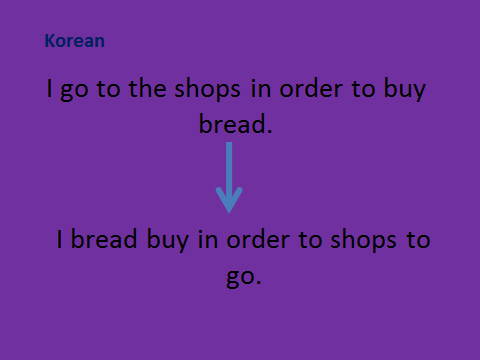 Korean
I go to the shops in order to buy
bread.
I bread buy in order to shops to
go.